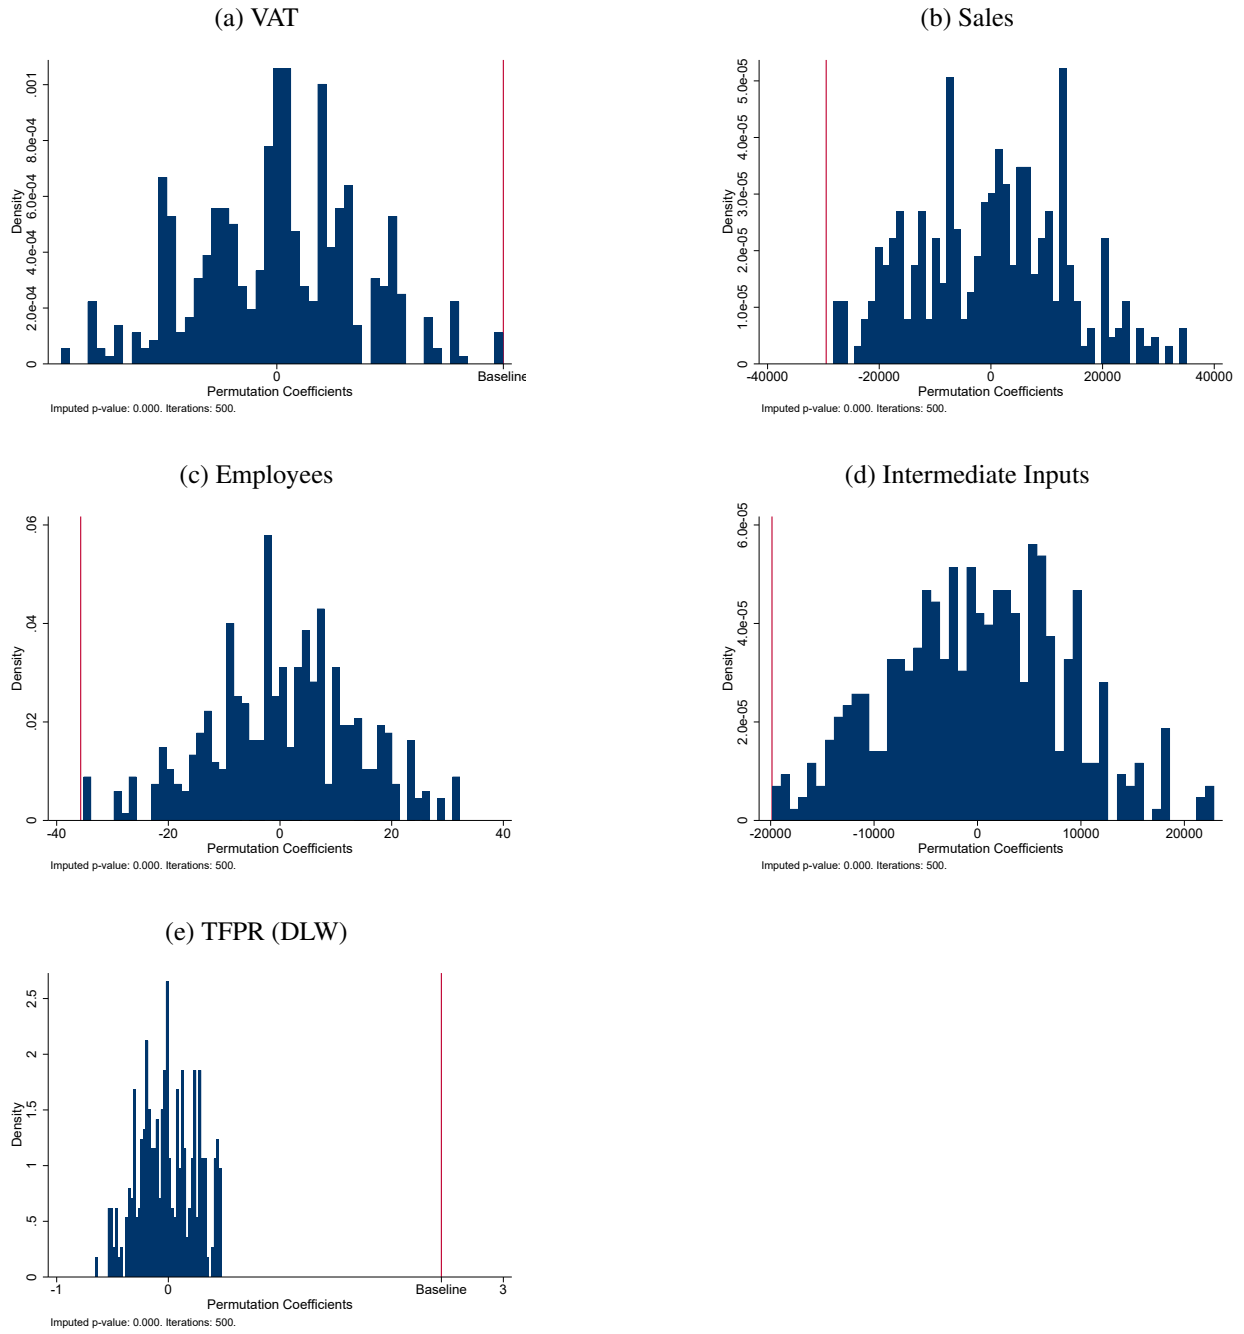 (a) VAT
Density
0
2.0e-04
4.0e-04
6.0e-04
8.0e-04
.001
0
Baseline
Permutation Coefficients
Imputed p-value: 0.000. Iterations: 500.
(b) Sales
Density
0
1.0e-05
2.0e-05
3.0e-05
4.0e-05
5.0e-05
-40000
-20000
0
20000
40000
Permutation Coefficients
Imputed p-value: 0.000. Iterations: 500.
(c) Employees
Density
0
.02
.04
.06
-40
-20
0
20
40
Permutation Coefficients
Imputed p-value: 0.000. Iterations: 500.
(d) Intermediate Inputs
Density
0
2.0e-05
4.0e-05
6.0e-05
-20000
-10000
0
10000
20000
Permutation Coefficients
Imputed p-value: 0.000. Iterations: 500.
(e) TFPR (DLW)
Density
0
.5
1
1.5
2
2.5
-1
0
Baseline
3
Permutation Coefficients
Imputed p-value: 0.000. Iterations: 500.